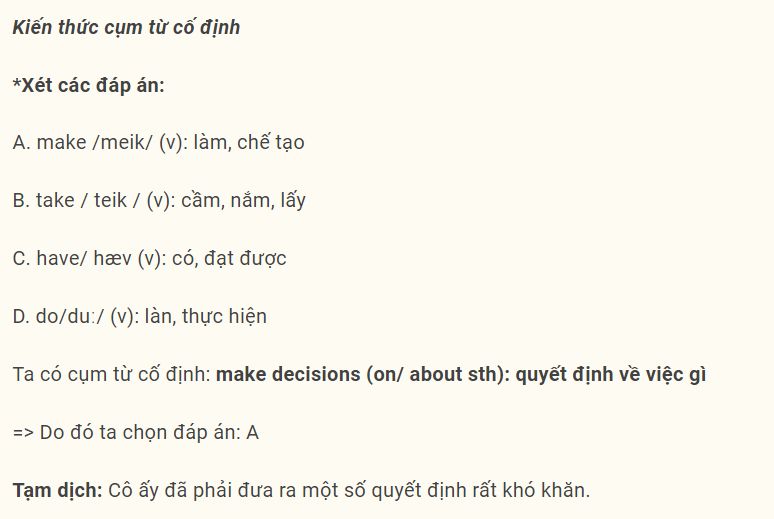 Kiến thức cụm từ cố định
*Xét các đáp án:
A. make /meik/ (v): làm, chế tạo
B. take / teik / (v): cầm, nắm, lấy
C. have/ hæv (v): có, đạt được
D. do/duː/ (v): làn, thực hiện
Ta có cụm từ cố định: make decisions (on/ about sth): quyết định về việc gì
=> Do đó ta chọn đáp án: A
Tạm dịch: Cô ấy đã phải đưa ra một số quyết định rất khó khăn.